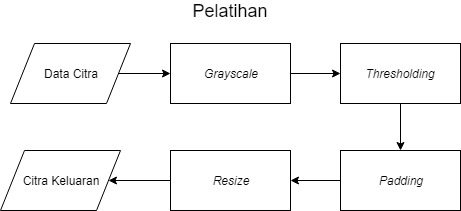 Pelatihan
Data Citra
Grayscale
Thresholding
Padding
Resize
Citra Keluaran